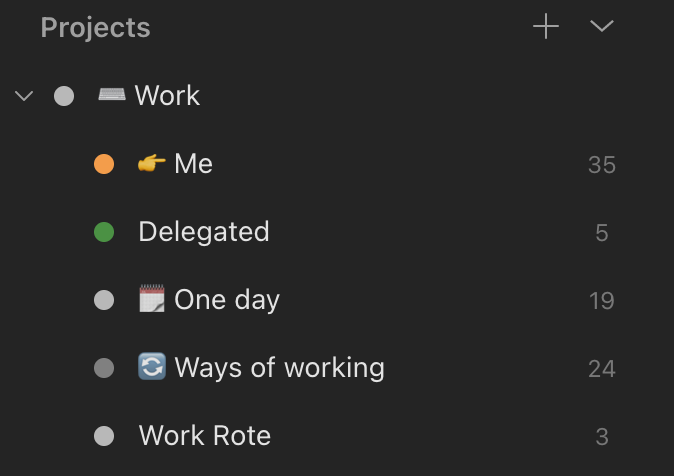 Projects
Work
👉 Me 35
Delegated 5
🗓 One day 19
🔄 Ways of working 24
Work Rote 3